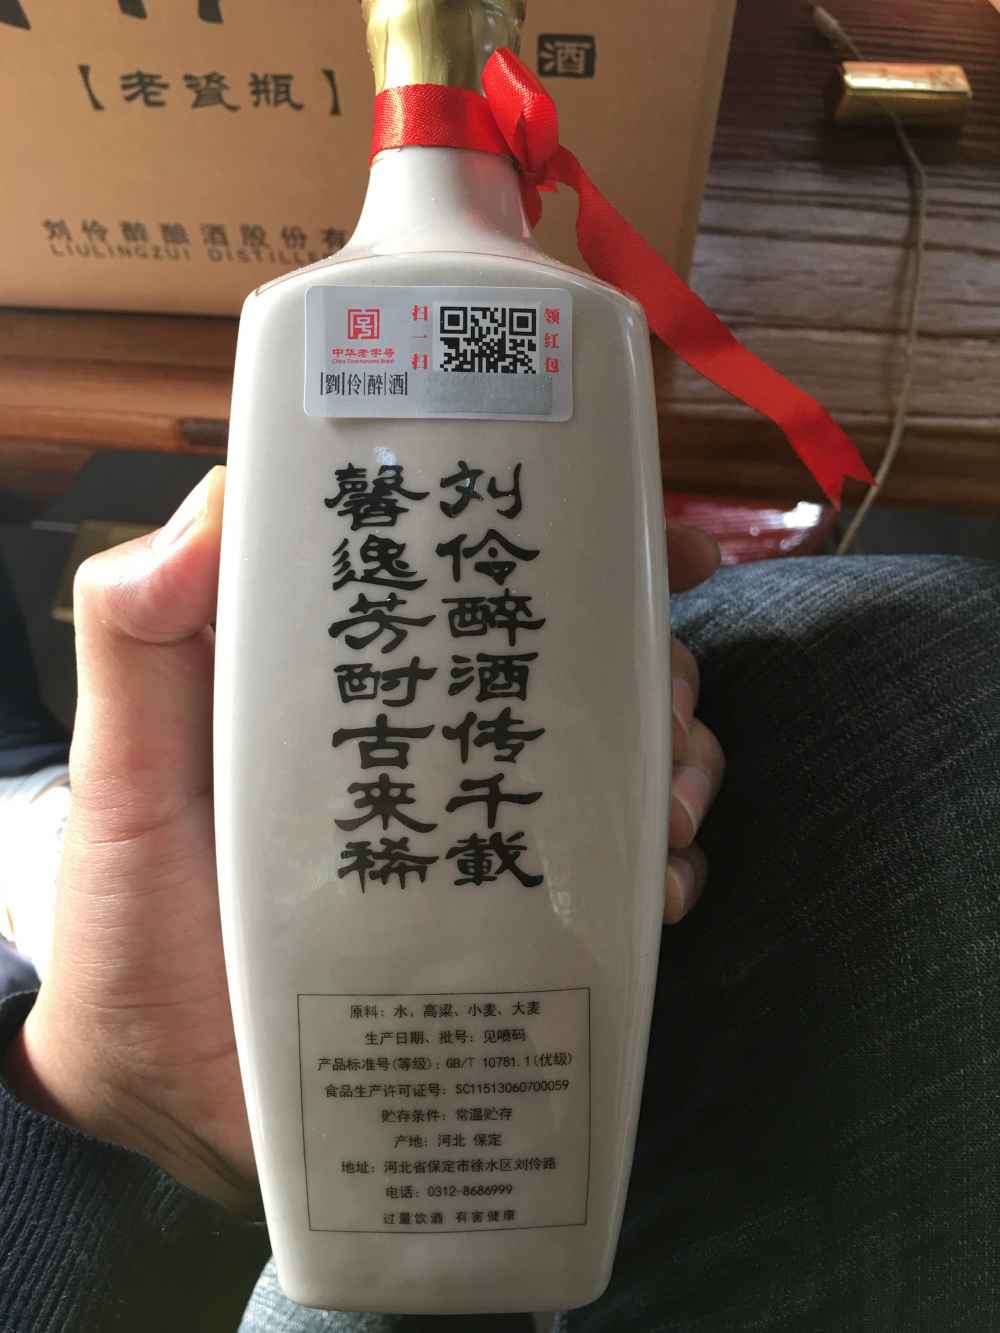 酒
【老瓷瓶】
刘伶醉酿酒股份有
LIULINGZUI DISTILLE
中华老字号
China Time-honored Brand
劉伶醉酒
扫一扫
领红包
刘伶醉酒传千载
馨逸芳酎古来稀
原料：水、高粱、小麦、大麦
生产日期、批号：见喷码
产品标准号(等级)：GB/T 10781.1(优级)
食品生产许可证号：SC11513060700059
贮存条件：常温贮存
产地：河北 保定
地址：河北省保定市徐水区刘伶路
电话：0312-8686999
过量饮酒 有害健康